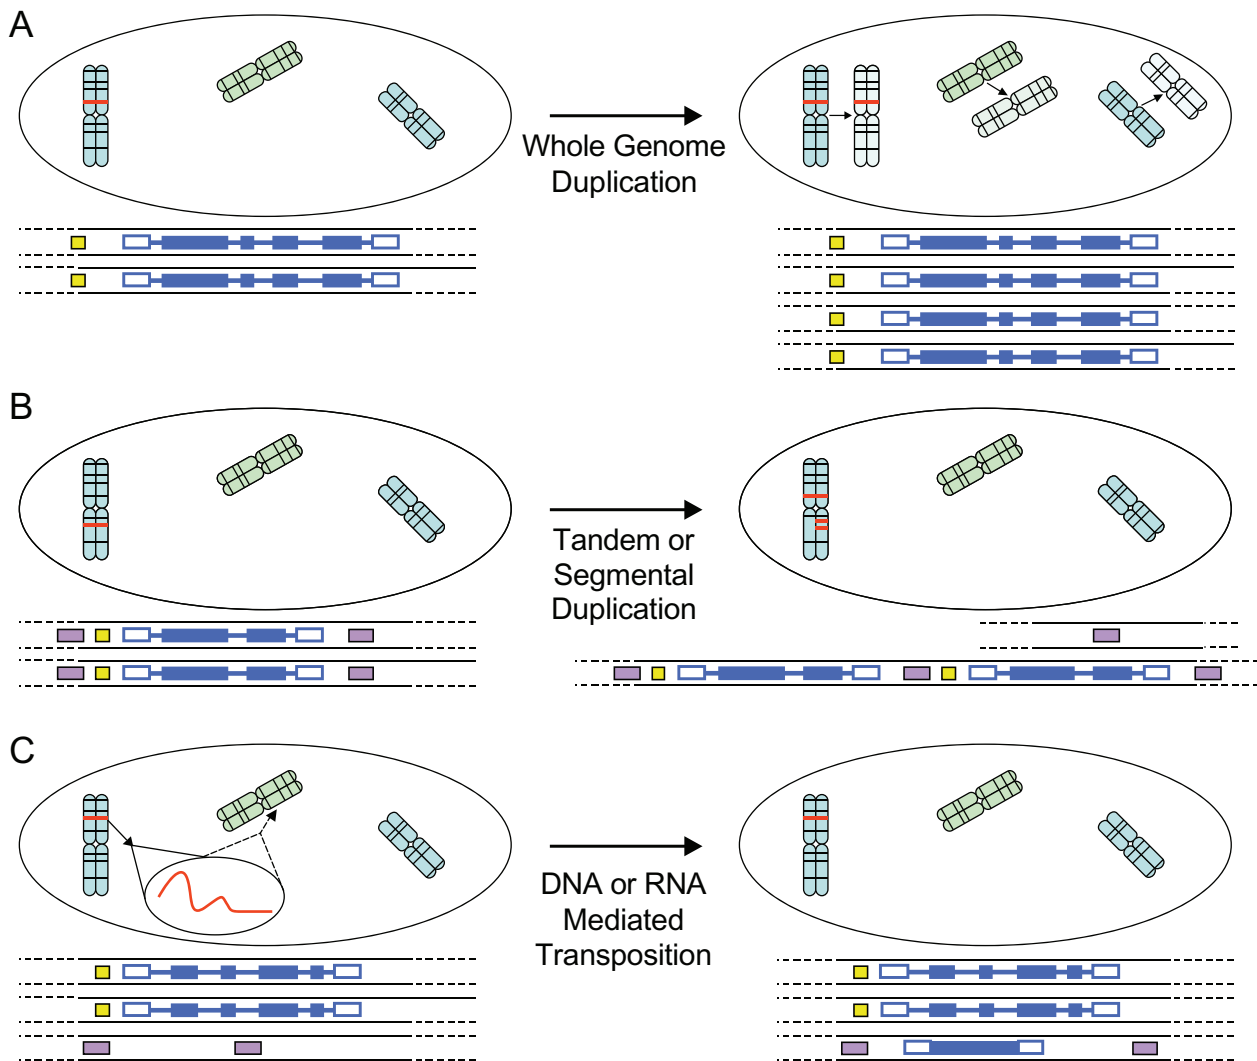 A
Whole Genome
Duplication
B
Tandem or
Segmental
Duplication
C
DNA or RNA
Mediated
Transposition